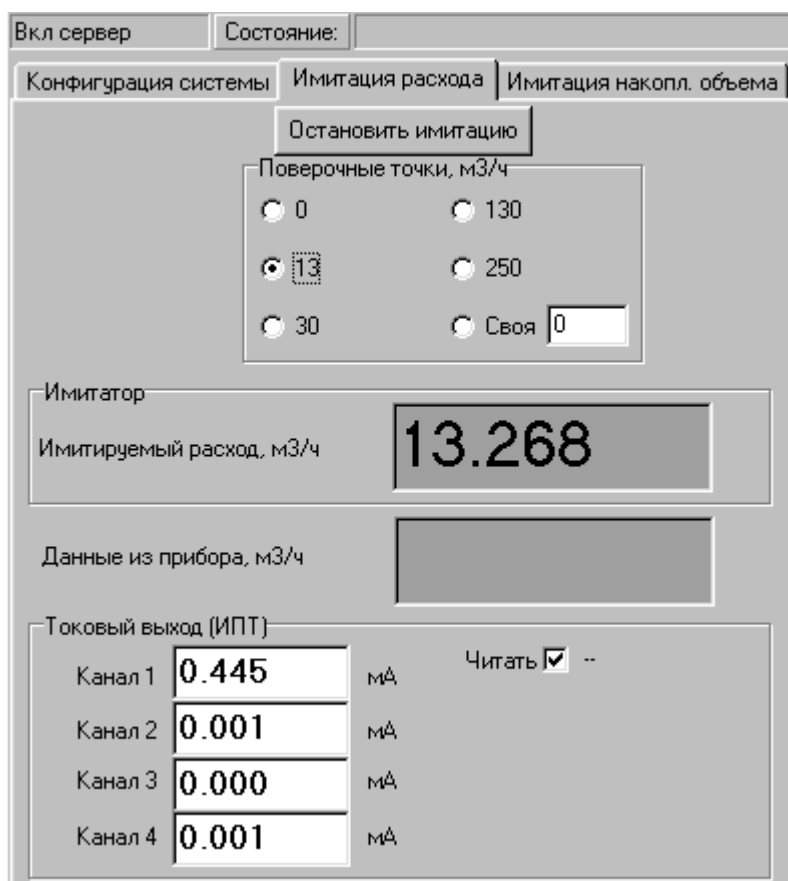 Вкл сервер Состояние:
Конфигурация системы Имитация расхода Имитация накопл. объема
Остановить имитацию
Поверочные точки, м3/ч
0 130
13 250
30 Своя 0
Имитатор
Имитируемый расход, м3/ч 13.268
Данные из прибора, м3/ч
Токовый выход (ИПТ)
Канал 1 0.445 мА Читать --
Канал 2 0.001 мА
Канал 3 0.000 мА
Канал 4 0.001 мА